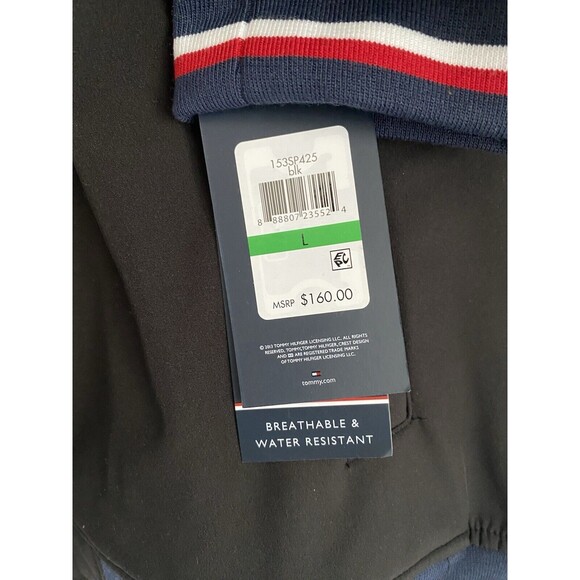 153SP425
blk
8 88807 23552 4
L
MSRP $160.00
© 2013 TOMMY HILFIGER LICENSING LLC. ALL RIGHTS
RESERVED, TOMMY,TOMMY HILFIGER, CREST DESIGN
AND ARE REGISTERED TRADE MARKS
OF TOMMY HILFIGER LICENSING LLC.
tommy.com
BREATHABLE &
WATER RESISTANT